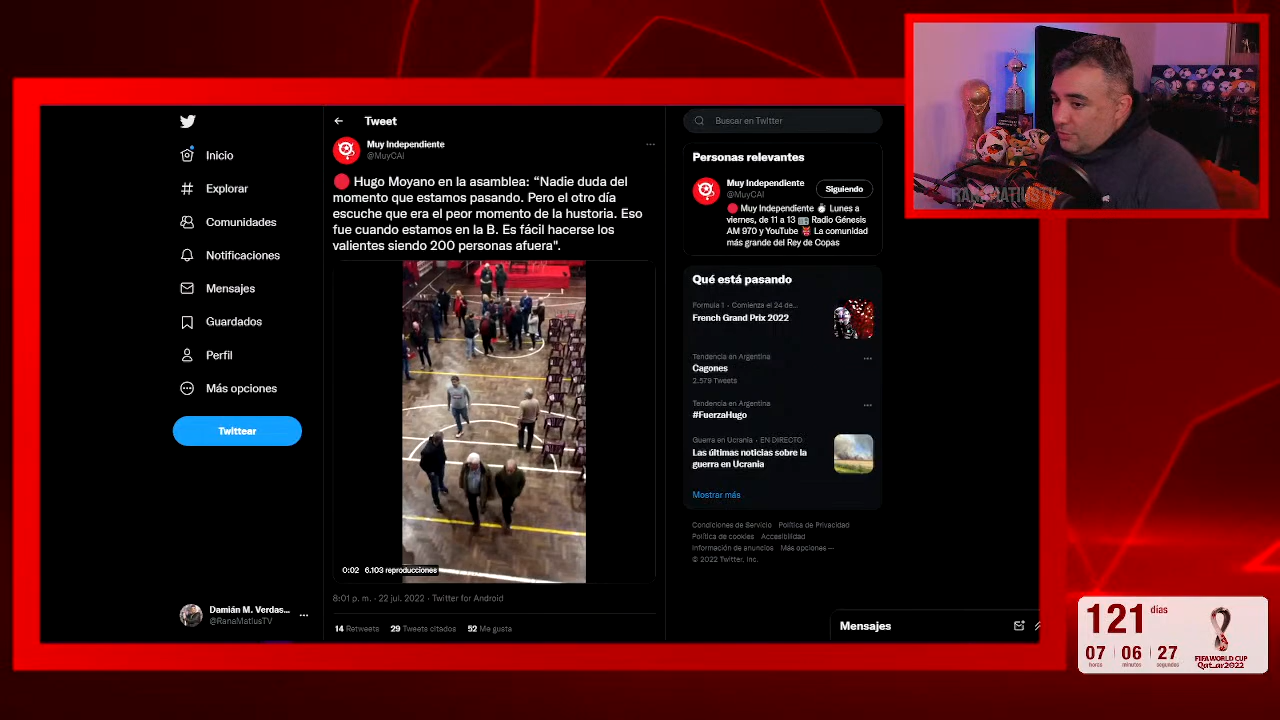 Inicio
Explorar
Comunidades
Notificaciones
Mensajes
Guardados
Perfil
Más opciones
Twittear
Damián M. Verdas...
@RanaMatiusTV
Tweet
Muy Independiente
@MuyCAI
Hugo Moyano en la asamblea: “Nadie duda del
momento que estamos pasando. Pero el otro día
escuche que era el peor momento de la hustoria. Eso
fue cuando estamos en la B. Es fácil hacerse los
valientes siendo 200 personas afuera".
0:02 6.103 reproducciones
8:01 p. m. · 22 jul. 2022 · Twitter for Android
14 Retweets 29 Tweets citados 52 Me gusta
Buscar en Twitter
Personas relevantes
Muy Independiente
@MuyCAI
Siguiendo
Muy Independiente Lunes a
viernes, de 11 a 13 Radio Génesis
AM 970 y YouTube La comunidad
más grande del Rey de Copas
Qué está pasando
Formula 1 · Comienza el 24 de...
French Grand Prix 2022
Tendencia en Argentina
Cagones
2.579 Tweets
Tendencia en Argentina
#FuerzaHugo
Guerra en Ucrania · EN DIRECTO
Las últimas noticias sobre la
guerra en Ucrania
Mostrar más
Condiciones de Servicio Política de Privacidad
Política de cookies Accesibilidad
Información de anuncios Más opciones
© 2022 Twitter, Inc.
Mensajes
RANAMATIUSTV
121 días
07 06 27
horas minutos segundos
FIFA WORLD CUP
Qatar2022